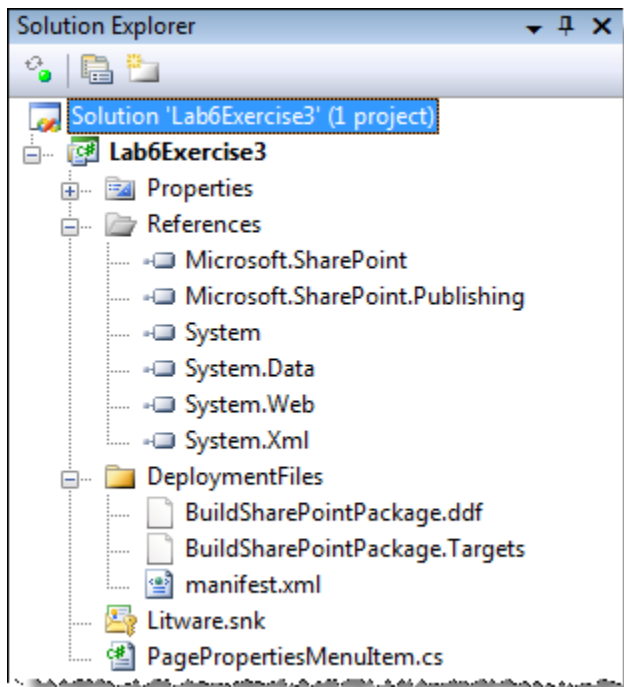 Solution Explorer
Solution 'Lab6Exercise3' (1 project)
Lab6Exercise3
Properties
References
Microsoft.SharePoint
Microsoft.SharePoint.Publishing
System
System.Data
System.Web
System.Xml
DeploymentFiles
BuildSharePointPackage.ddf
BuildSharePointPackage.Targets
manifest.xml
Litware.snk
PagePropertiesMenuItem.cs